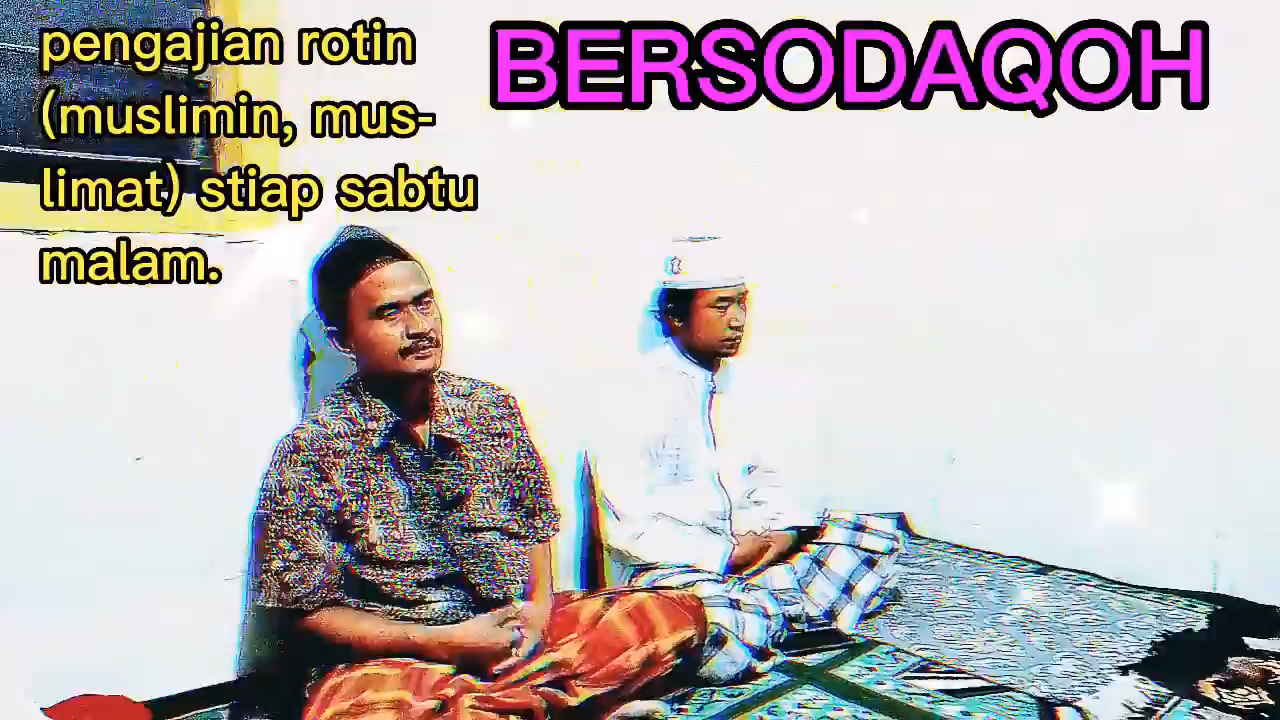 pengajian rotin
(muslimin, mus-
limat) stiap sabtu
malam.
BERSODAQOH